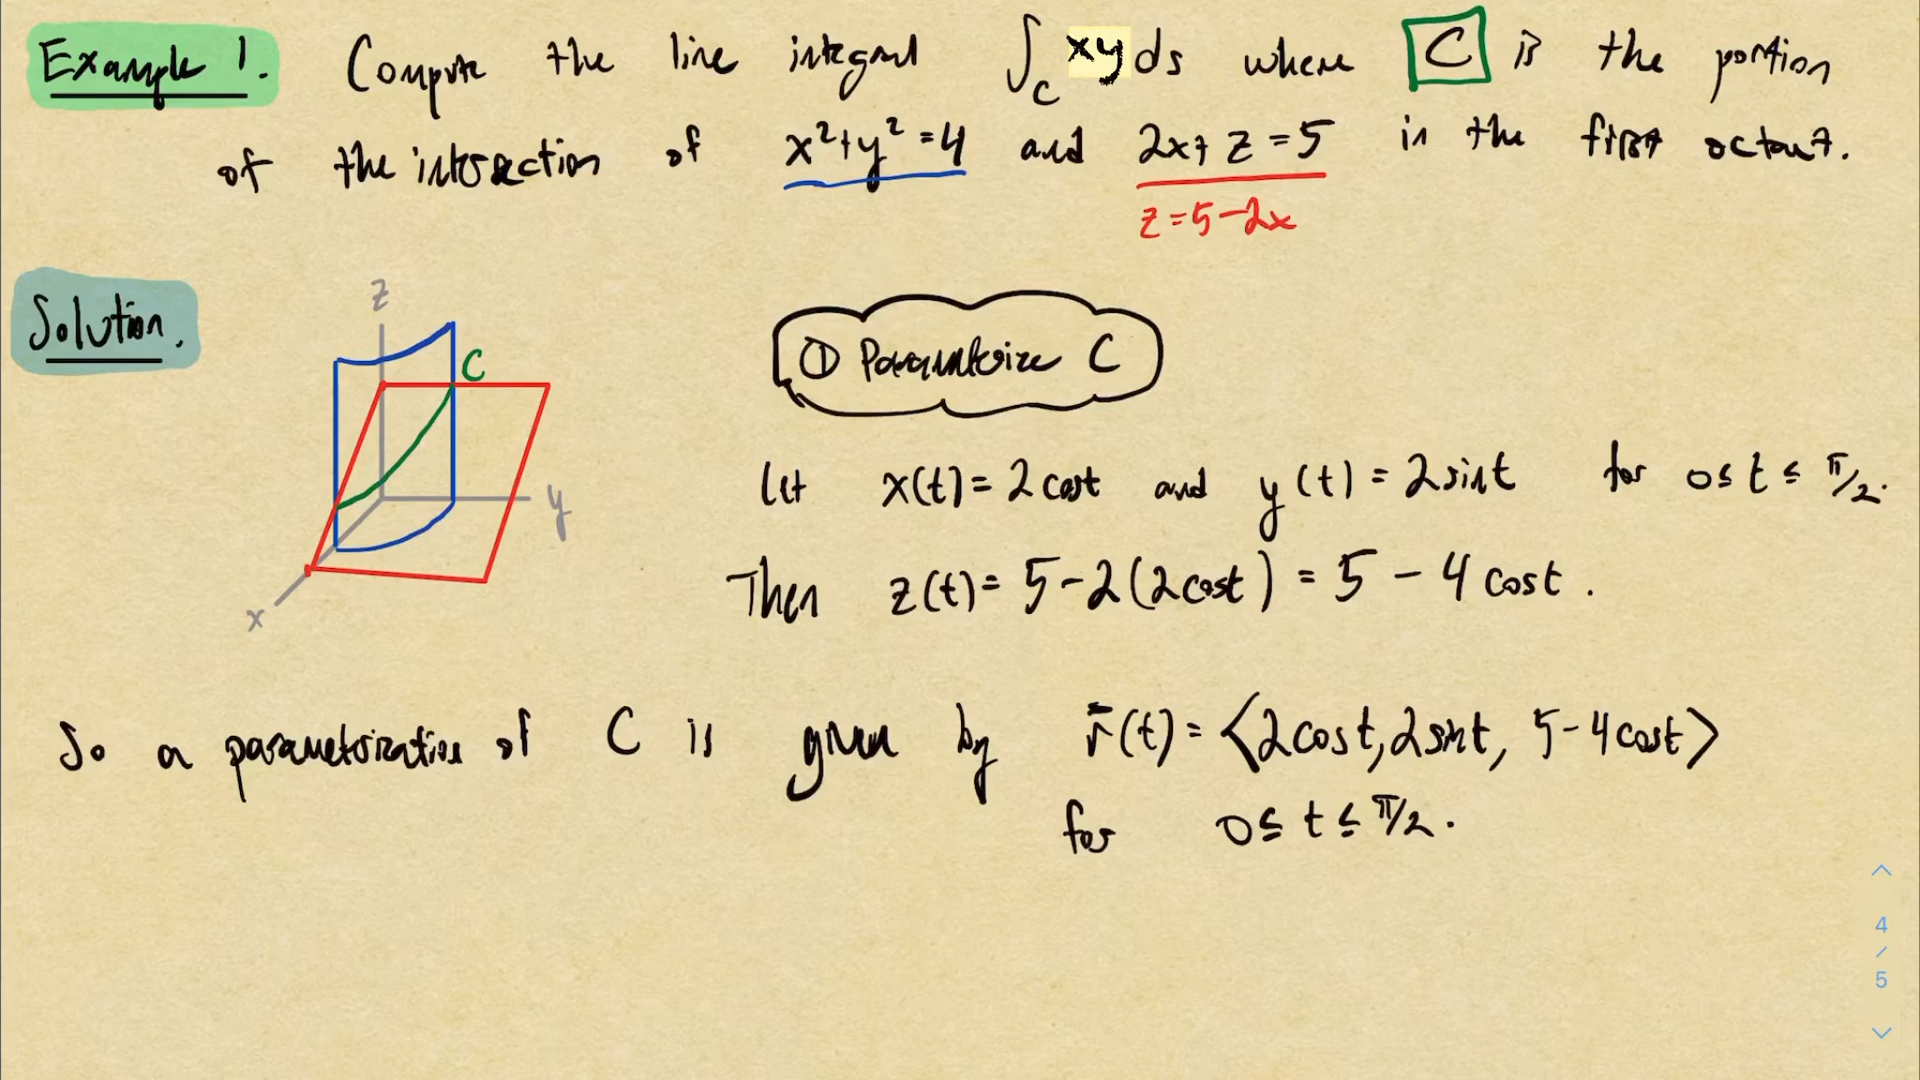 Example 1. Compute the line integral ∫_C xy ds where C is the portion
of the intersection of x²+y²=4 and 2x+z=5 in the first octant.
z=5-2x
Solution.
z
C
y
x
① Parametrize C
Let x(t)=2cost and y(t)=2sint for 0≤t≤π/2.
Then z(t)=5-2(2cost)=5-4cost.
So a parametrization of C is given by r⃗(t)=⟨2cost,2sint,5-4cost⟩
for 0≤t≤π/2.
4
/
5